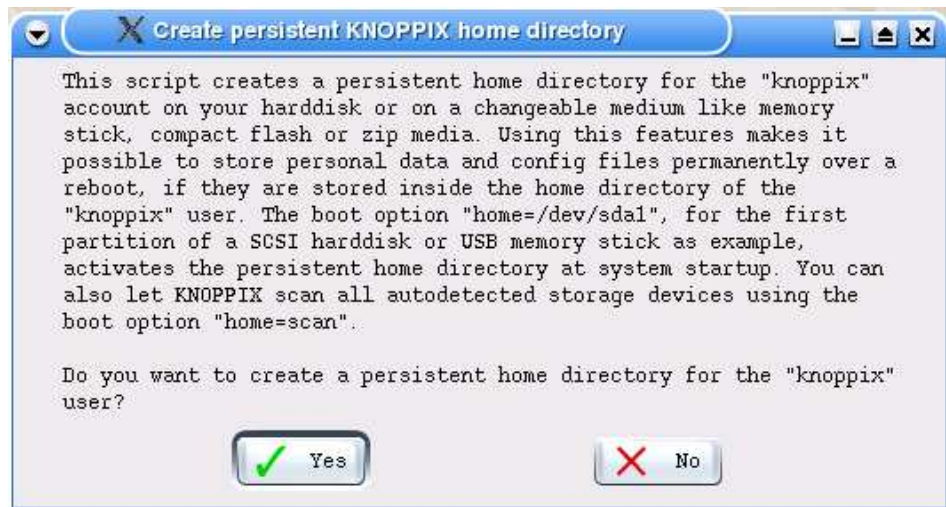 Create persistent KNOPPIX home directory
This script creates a persistent home directory for the "knoppix"
account on your harddisk or on a changeable medium like memory
stick, compact flash or zip media. Using this features makes it
possible to store personal data and config files permanently over a
reboot, if they are stored inside the home directory of the
"knoppix" user. The boot option "home=/dev/sda1", for the first
partition of a SCSI harddisk or USB memory stick as example,
activates the persistent home directory at system startup. You can
also let KNOPPIX scan all autodetected storage devices using the
boot option "home=scan".
Do you want to create a persistent home directory for the "knoppix"
user?
Yes
No